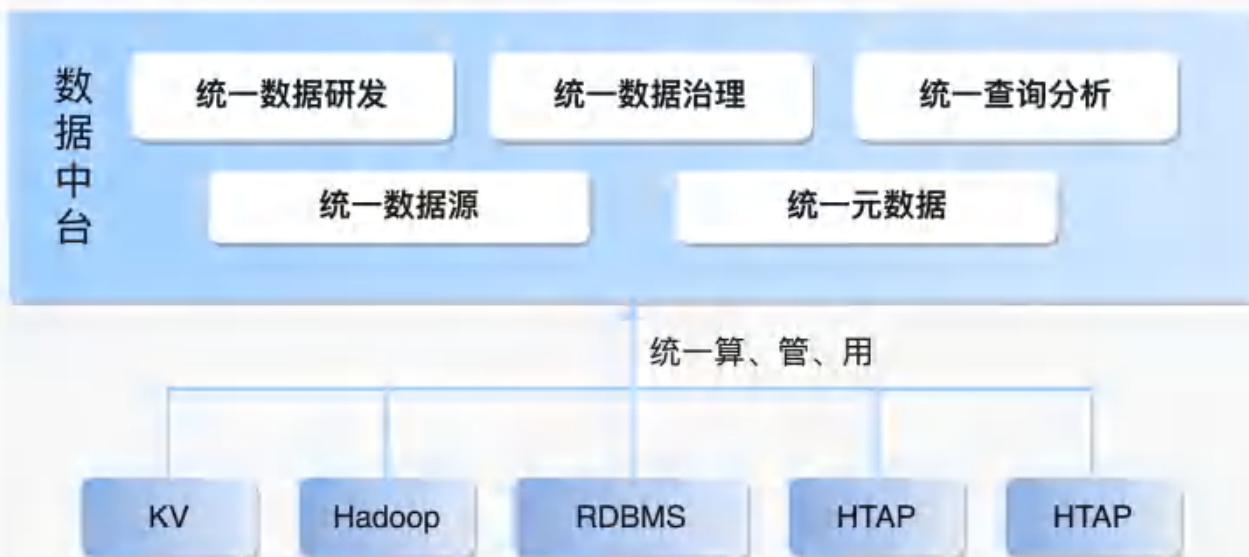 数据中台
统一数据研发
统一数据治理
统一查询分析
统一数据源
统一元数据
统一算、管、用
KV
Hadoop
RDBMS
HTAP
HTAP